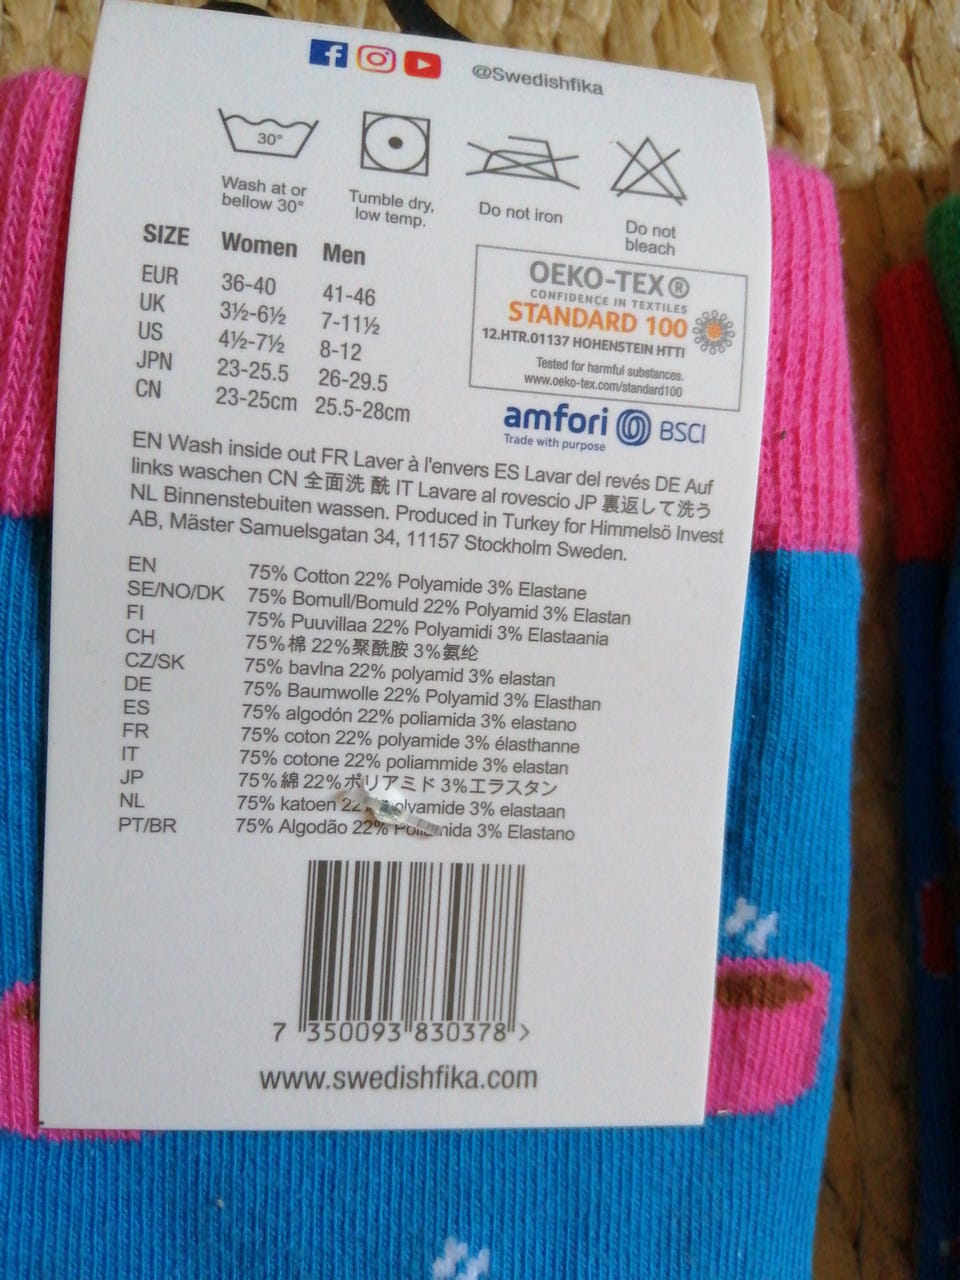 @Swedishfika
30°
Wash at or
bellow 30°
Tumble dry,
low temp.
Do not iron
Do not
bleach
SIZE Women Men
EUR 36-40 41-46
UK 3½-6½ 7-11½
US 4½-7½ 8-12
JPN 23-25.5 26-29.5
CN 23-25cm 25.5-28cm
OEKO-TEX®
CONFIDENCE IN TEXTILES
STANDARD 100
12.HTR.01137 HOHENSTEIN HTTI
Tested for harmful substances.
www.oeko-tex.com/standard100
amfori BSCI
Trade with purpose
EN Wash inside out FR Laver à l'envers ES Lavar del revés DE Auf
links waschen CN 全面洗 酰 IT Lavare al rovescio JP 裏返して洗う
NL Binnenstebuiten wassen. Produced in Turkey for Himmelsö Invest
AB, Mäster Samuelsgatan 34, 11157 Stockholm Sweden.
EN 75% Cotton 22% Polyamide 3% Elastane
SE/NO/DK 75% Bomull/Bomuld 22% Polyamid 3% Elastan
FI 75% Puuvillaa 22% Polyamidi 3% Elastaania
CH 75%棉 22%聚酰胺 3%氨纶
CZ/SK 75% bavlna 22% polyamid 3% elastan
DE 75% Baumwolle 22% Polyamid 3% Elasthan
ES 75% algodón 22% poliamida 3% elastano
FR 75% coton 22% polyamide 3% élasthanne
IT 75% cotone 22% poliammide 3% elastan
JP 75%綿 22%ポリアミド 3%エラスタン
NL 75% katoen 22% polyamide 3% elastaan
PT/BR 75% Algodão 22% Poliamida 3% Elastano
7 350093 830378 >
www.swedishfika.com